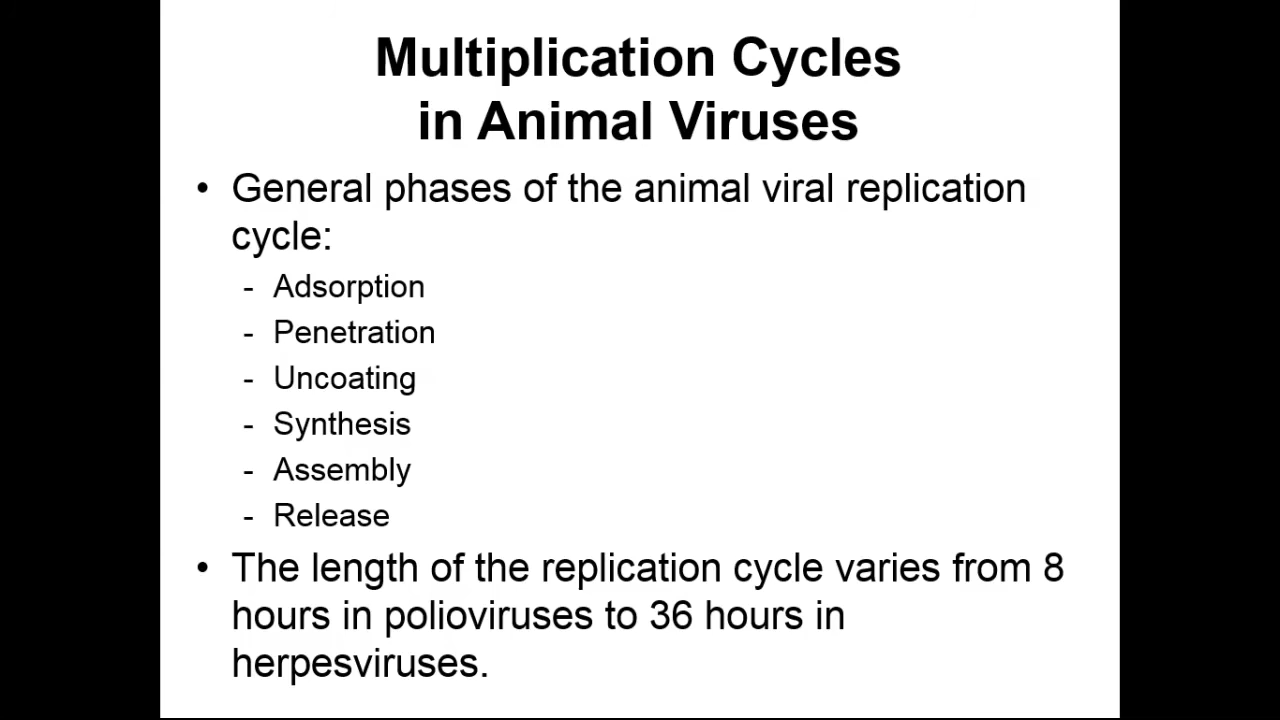 Multiplication Cycles
in Animal Viruses
• General phases of the animal viral replication
cycle:
- Adsorption
- Penetration
- Uncoating
- Synthesis
- Assembly
- Release
• The length of the replication cycle varies from 8
hours in polioviruses to 36 hours in
herpesviruses.